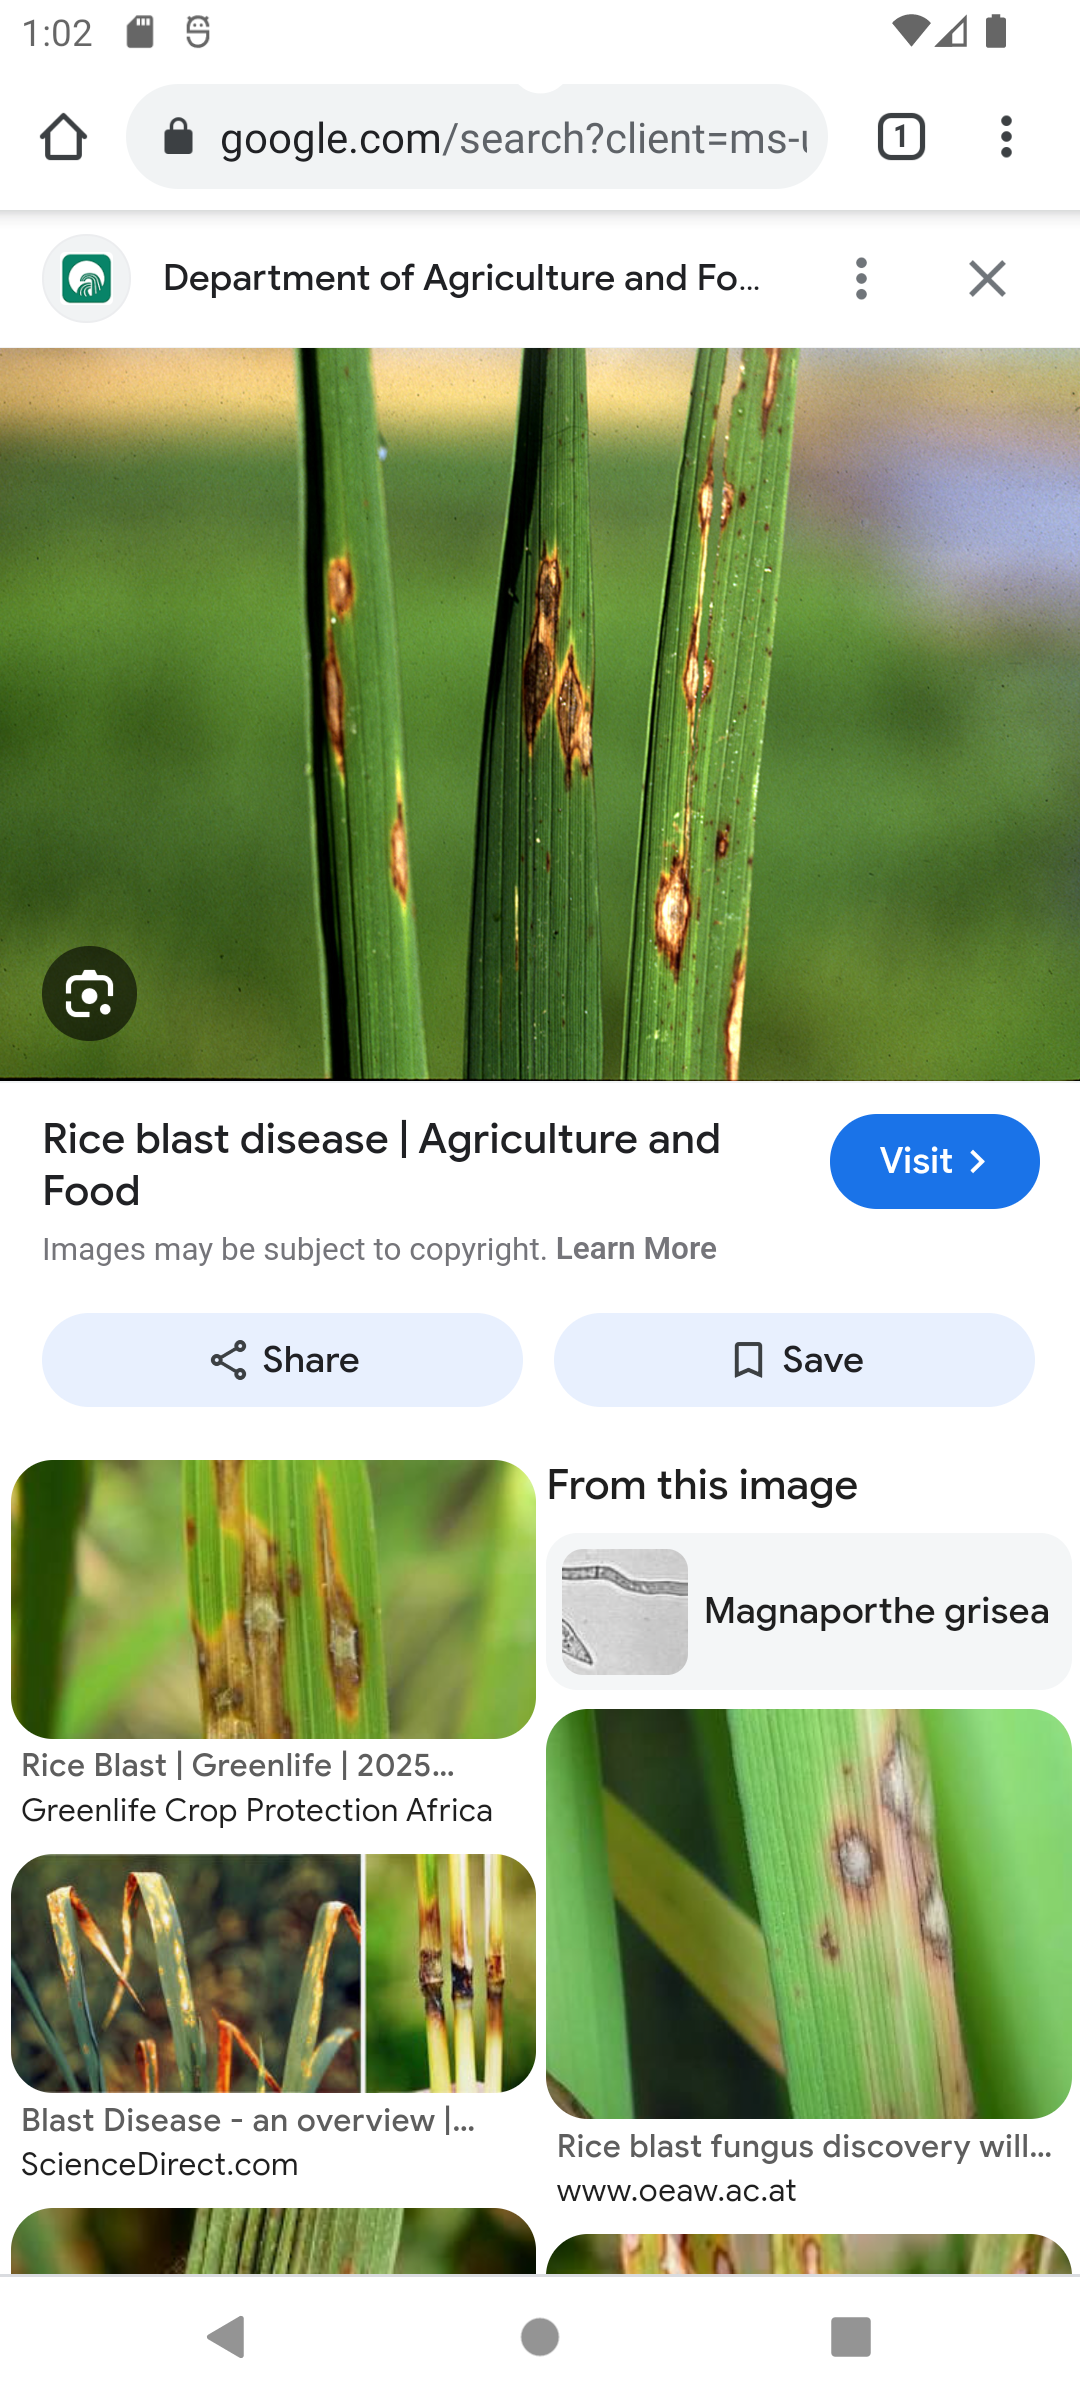 1:02
google.com/search?client=ms-
1
Department of Agriculture and Fo...
Rice blast disease | Agriculture and
Food
Visit
Images may be subject to copyright. Learn More
Share
Save
From this image
Magnaporthe grisea
Rice Blast | Greenlife | 2025...
Greenlife Crop Protection Africa
Blast Disease - an overview |...
ScienceDirect.com
Rice blast fungus discovery will...
www.oeaw.ac.at